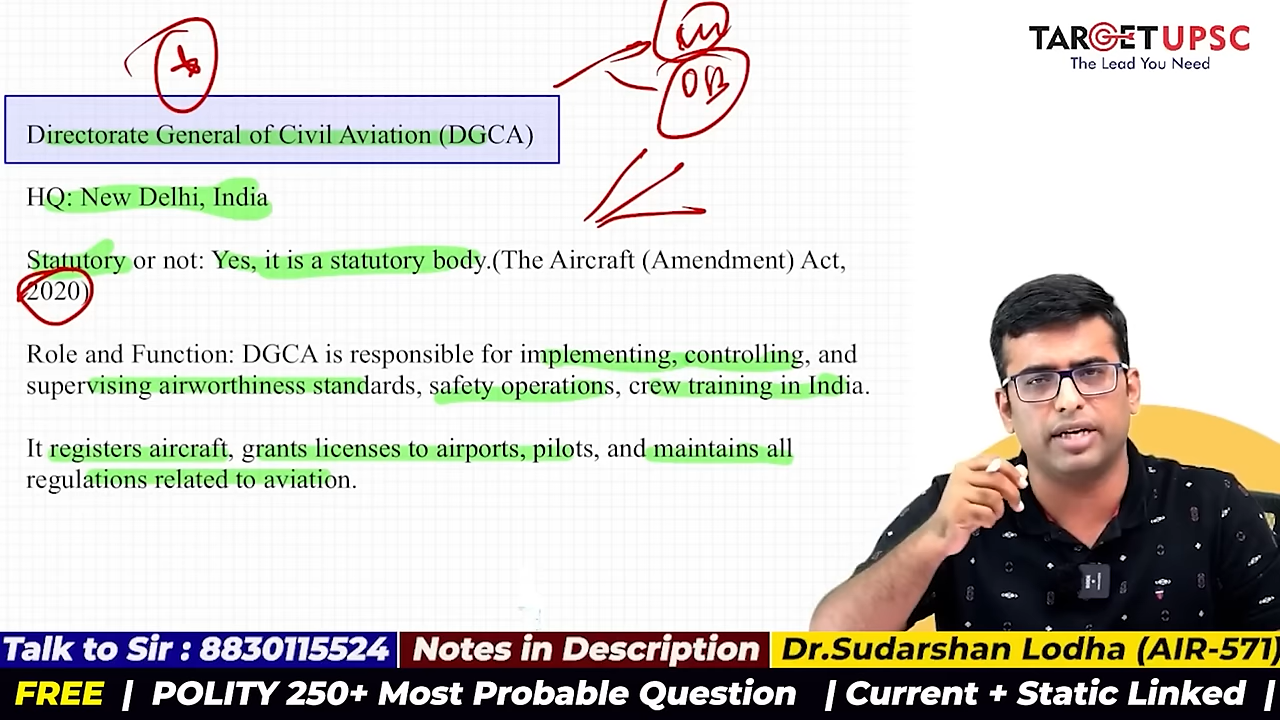 TARGET UPSC
The Lead You Need
OB
Directorate General of Civil Aviation (DGCA)
HQ: New Delhi, India
Statutory or not: Yes, it is a statutory body.(The Aircraft (Amendment) Act,
2020)
Role and Function: DGCA is responsible for implementing, controlling, and
supervising airworthiness standards, safety operations, crew training in India.
It registers aircraft, grants licenses to airports, pilots, and maintains all
regulations related to aviation.
Talk to Sir : 8830115524 Notes in Description Dr.Sudarshan Lodha (AIR-571)
FREE | POLITY 250+ Most Probable Question | Current + Static Linked |